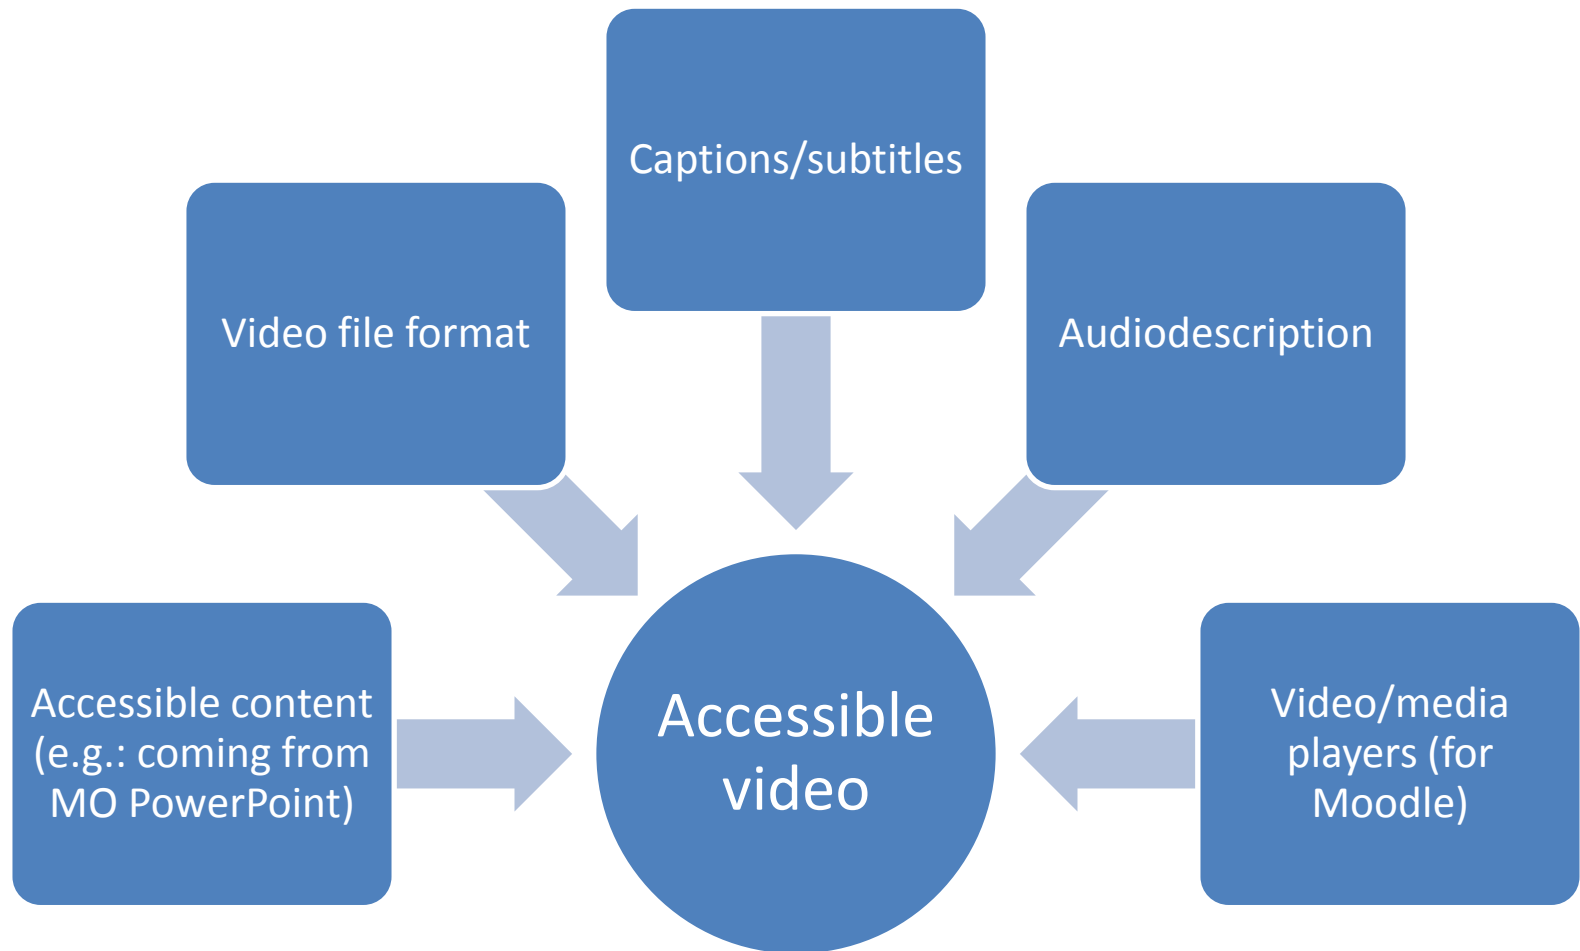 Captions/subtitles
Video file format
Audiodescription
Accessible content
(e.g.: coming from
MO PowerPoint)
Accessible
video
Video/media
players (for
Moodle)